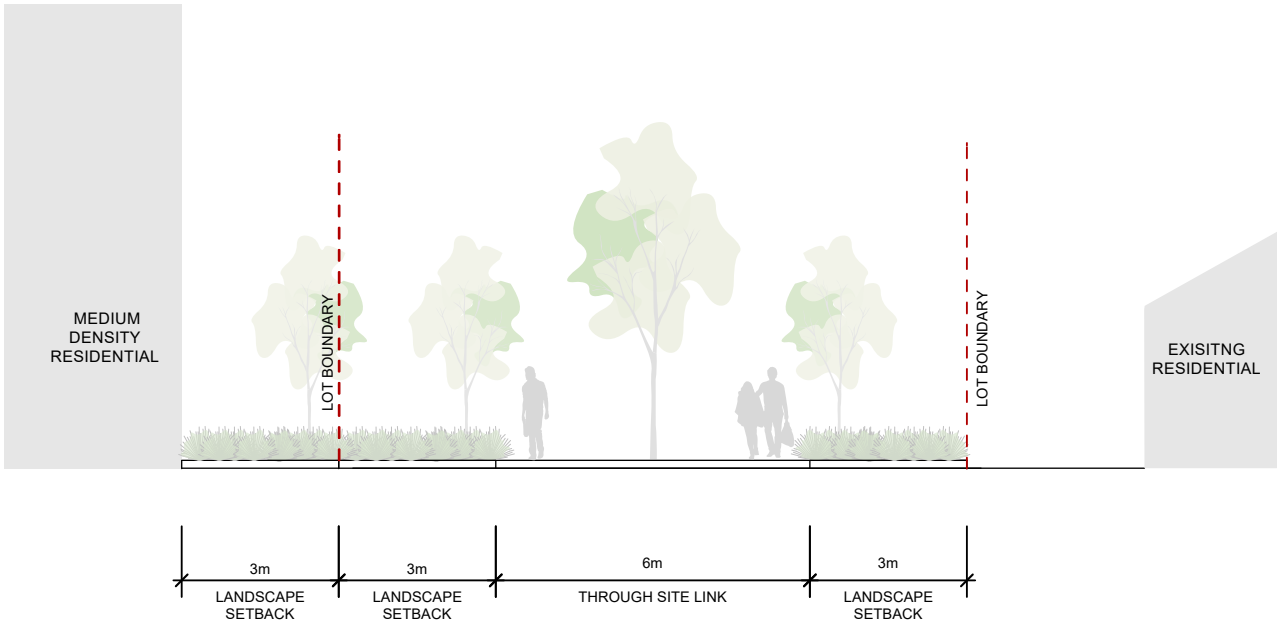 MEDIUM
DENSITY
RESIDENTIAL
LOT BOUNDARY
LOT BOUNDARY
EXISITNG
RESIDENTIAL
3m
LANDSCAPE
SETBACK
3m
LANDSCAPE
SETBACK
6m
THROUGH SITE LINK
3m
LANDSCAPE
SETBACK